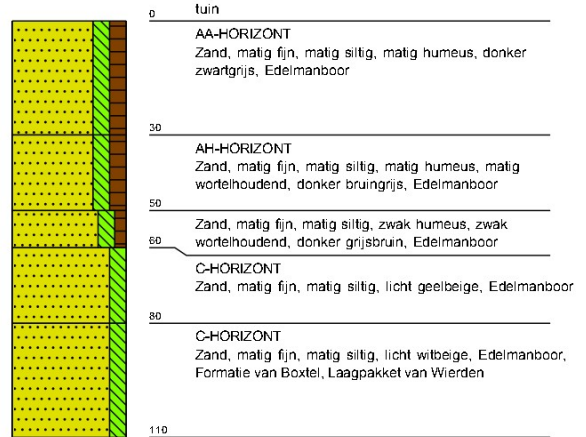 0 tuin
AA-HORIZONT
Zand, matig fijn, matig siltig, matig humeus, donker
zwartgrijs, Edelmanboor
30
AH-HORIZONT
Zand, matig fijn, matig siltig, matig humeus, matig
wortelhoudend, donker bruingrijs, Edelmanboor
50
Zand, matig fijn, matig siltig, zwak humeus, zwak
wortelhoudend, donker grijsbruin, Edelmanboor
60
C-HORIZONT
Zand, matig fijn, matig siltig, licht geelbeige, Edelmanboor
80
C-HORIZONT
Zand, matig fijn, matig siltig, licht witbeige, Edelmanboor,
Formatie van Boxtel, Laagpakket van Wierden
110